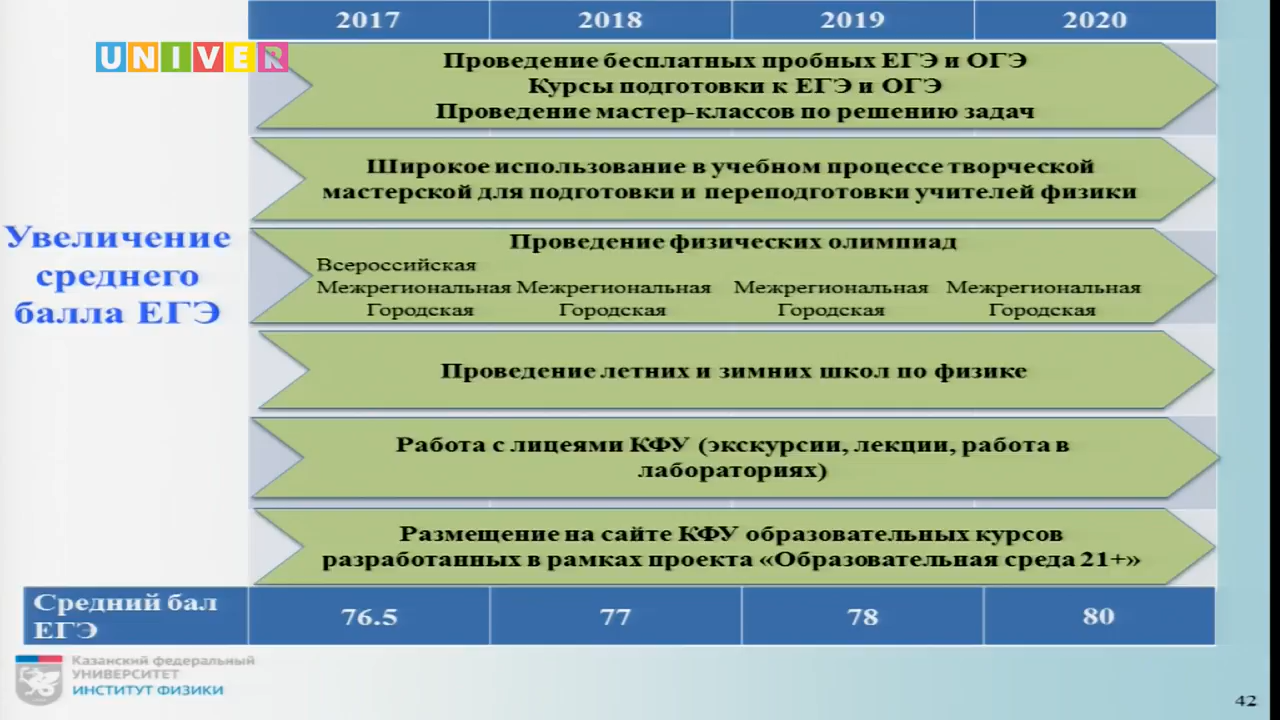 2017 2018 2019 2020
UNIVER
Проведение бесплатных пробных ЕГЭ и ОГЭ
Курсы подготовки к ЕГЭ и ОГЭ
Проведение мастер-классов по решению задач
Широкое использование в учебном процессе творческой
мастерской для подготовки и переподготовки учителей физики
Увеличение
среднего
балла ЕГЭ
Проведение физических олимпиад
Всероссийская
Межрегиональная Межрегиональная Межрегиональная Межрегиональная
Городская Городская Городская Городская
Проведение летних и зимних школ по физике
Работа с лицеями КФУ (экскурсии, лекции, работа в
лабораториях)
Размещение на сайте КФУ образовательных курсов
разработанных в рамках проекта «Образовательная среда 21+»
Средний бал
ЕГЭ
76.5 77 78 80
Казанский федеральный
УНИВЕРСИТЕТ
ИНСТИТУТ ФИЗИКИ
42